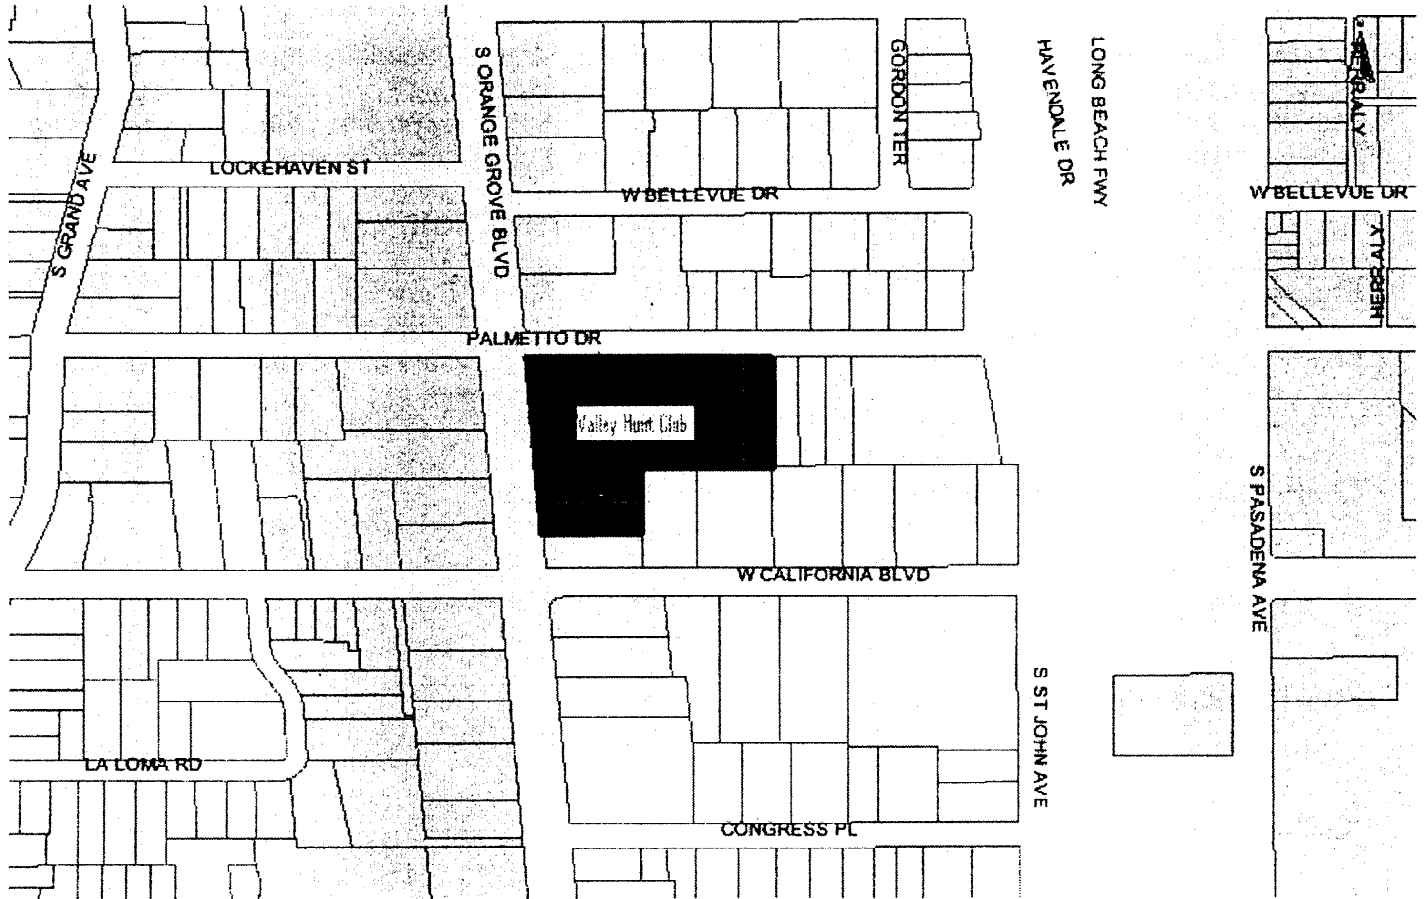 S ORANGE GROVE BLVD
GORDON TER
HAVENDALE DR
LONG BEACH FWY
S GRAND AVE
LOCKEHAVEN ST
W BELLEVUE DR
W BELLEVUE DR
PALMETTO DR
Valley Hunt Club
S PASADENA AVE
W CALIFORNIA BLVD
S ST JOHN AVE
LA LOMA RD
CONGRESS PL